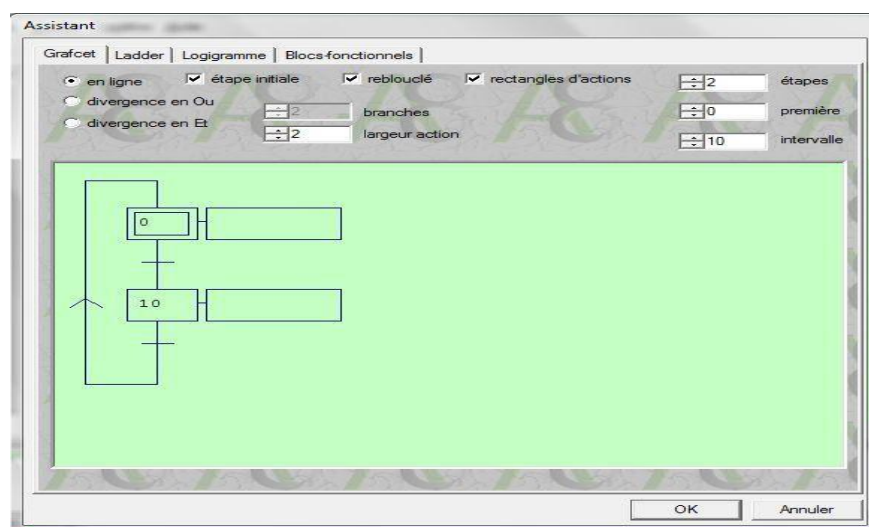 Assistant
Grafcet Ladder Logigramme Blocs-fonctionnels
en ligne étape initiale reblouclé rectangles d'actions 2 étapes
divergence en Ou 2 branches 0 première
divergence en Et 2 largeur action 10 intervalle
0
10
OK Annuler